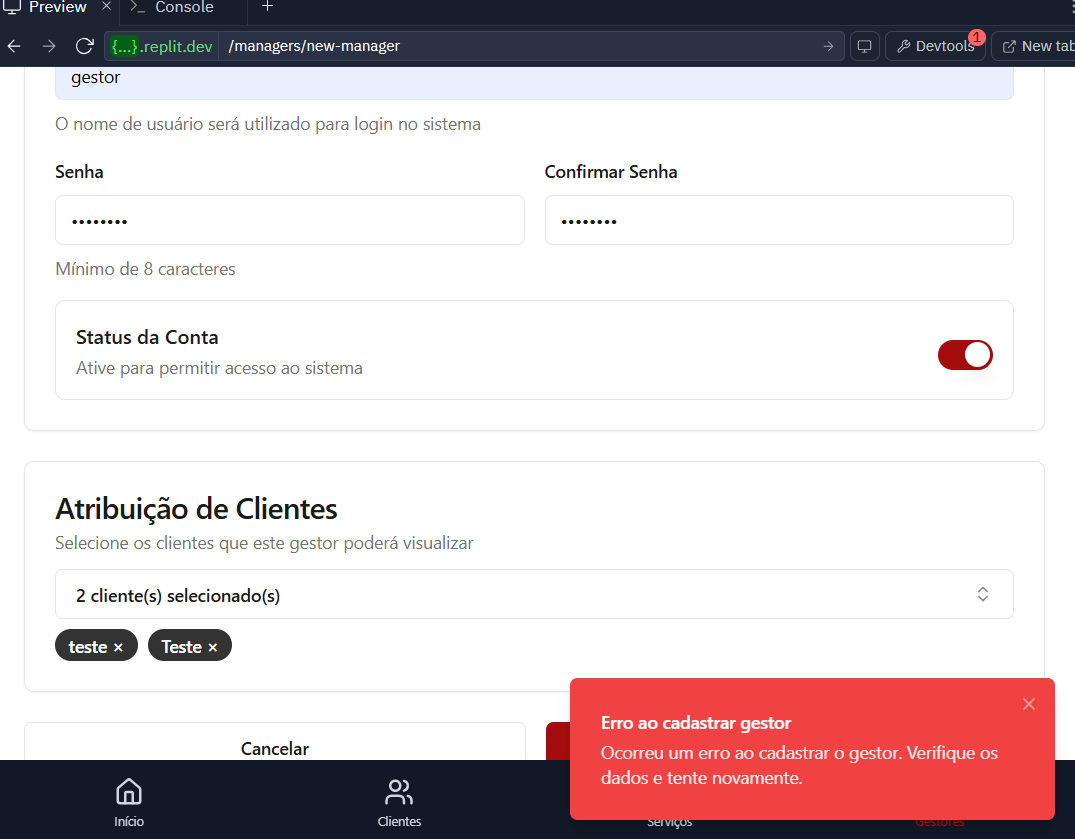 Preview × >_ Console +
{...}.replit.dev /managers/new-manager Devtools 1 New tab
gestor
O nome de usuário será utilizado para login no sistema
Senha Confirmar Senha
•••••••• ••••••••
Mínimo de 8 caracteres
Status da Conta
Ative para permitir acesso ao sistema
Atribuição de Clientes
Selecione os clientes que este gestor poderá visualizar
2 cliente(s) selecionado(s)
teste × Teste ×
Erro ao cadastrar gestor
Ocorreu um erro ao cadastrar o gestor. Verifique os
dados e tente novamente.
Cancelar
Início Clientes Serviços Gestores